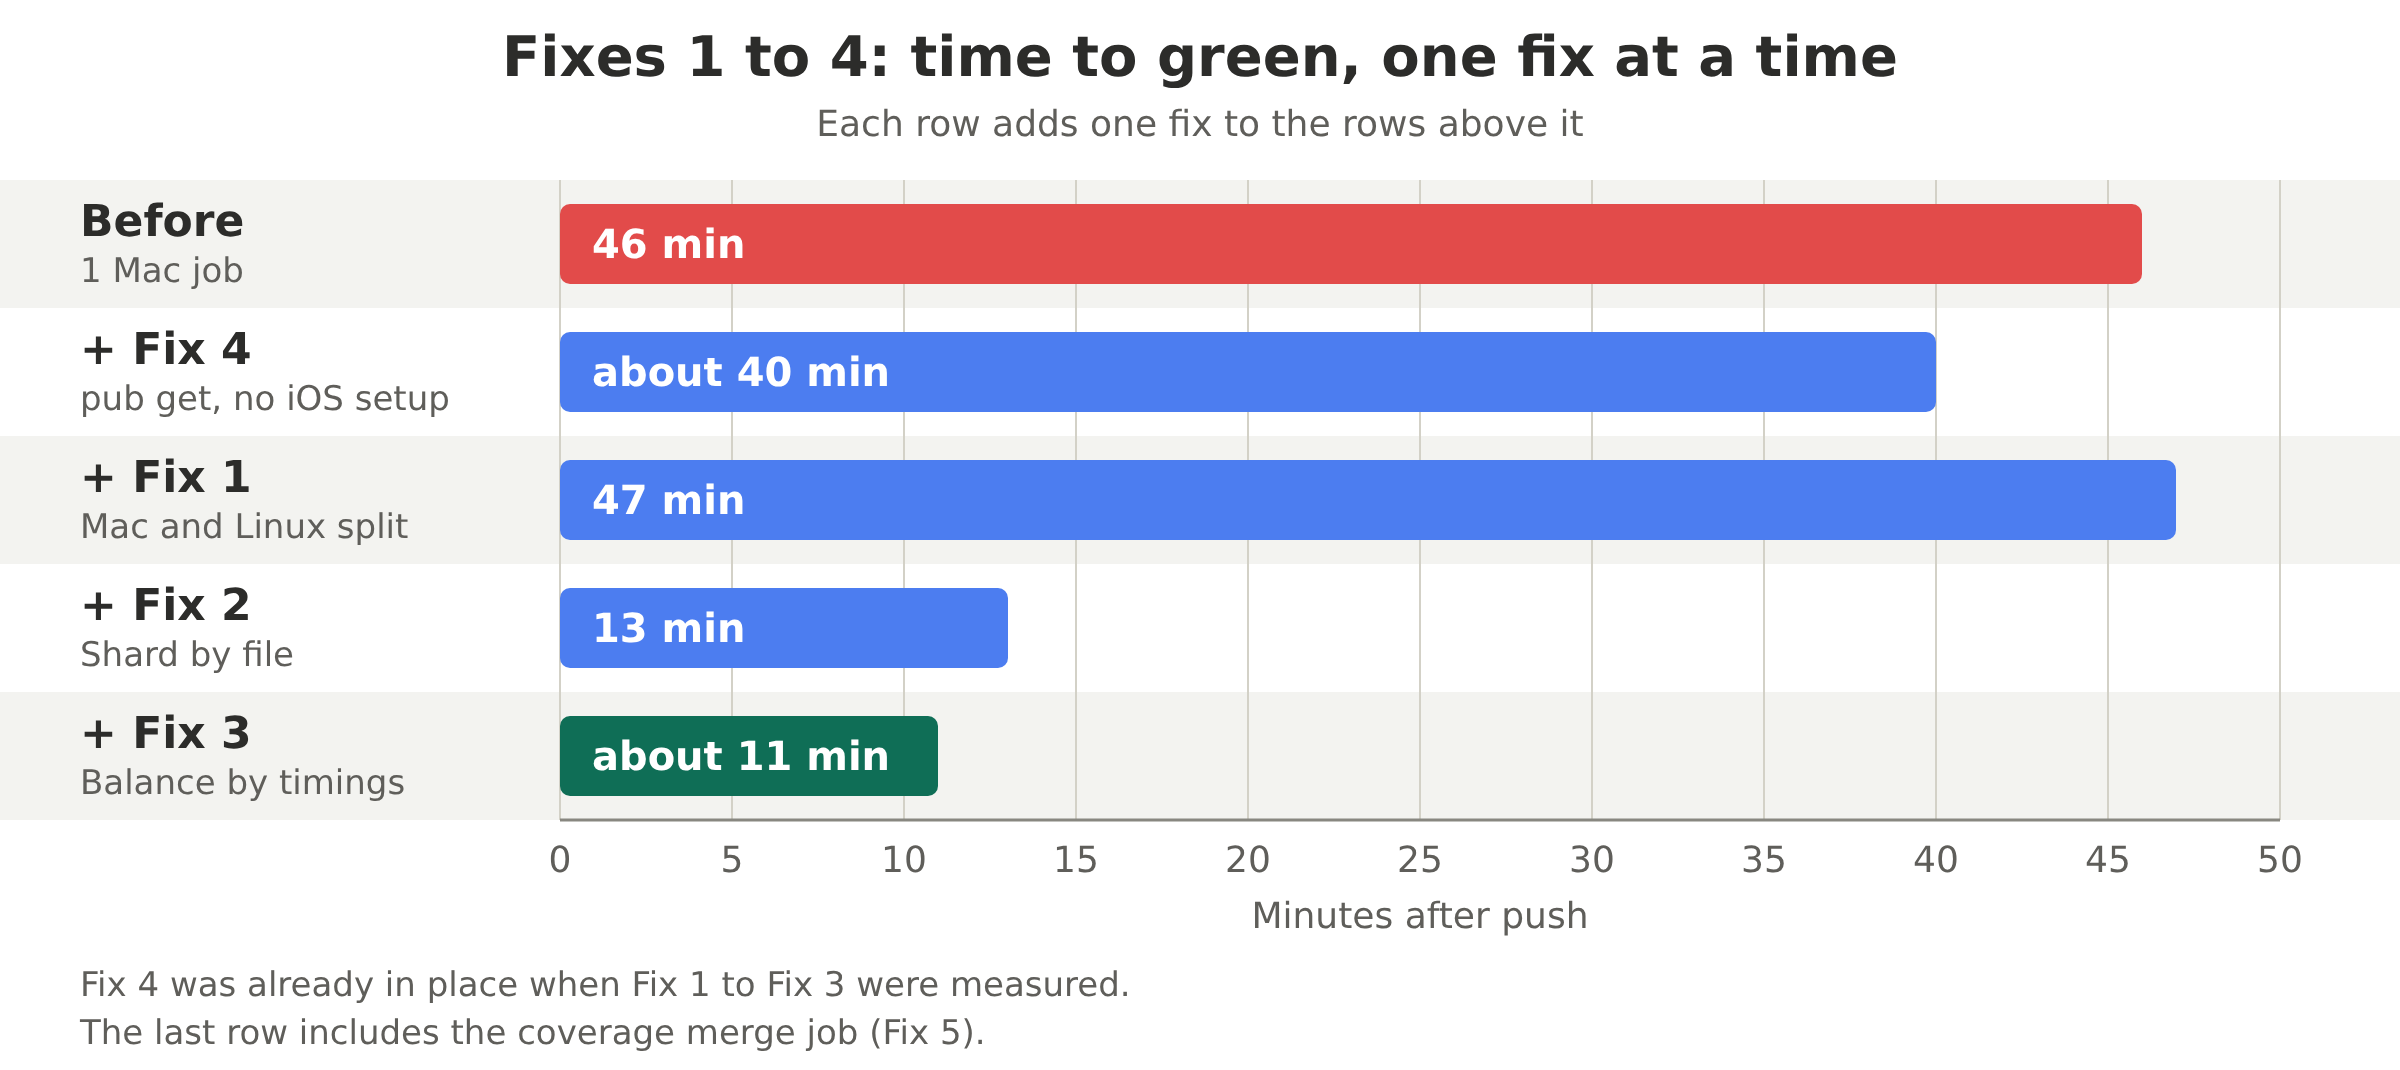 Fixes 1 to 4: time to green, one fix at a time
Each row adds one fix to the rows above it
Before
1 Mac job
46 min
+ Fix 4
pub get, no iOS setup
about 40 min
+ Fix 1
Mac and Linux split
47 min
+ Fix 2
Shard by file
13 min
+ Fix 3
Balance by timings
about 11 min
0 5 10 15 20 25 30 35 40 45 50
Minutes after push
Fix 4 was already in place when Fix 1 to Fix 3 were measured.
The last row includes the coverage merge job (Fix 5).